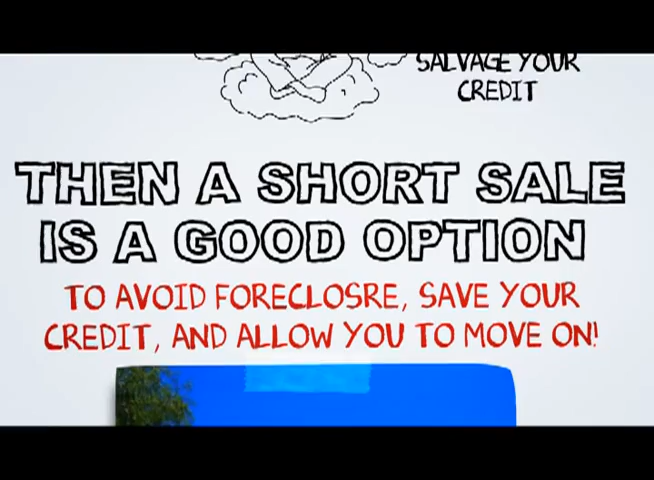 SALVAGE YOUR
CREDIT
THEN A SHORT SALE
IS A GOOD OPTION
TO AVOID FORECLOSRE, SAVE YOUR
CREDIT, AND ALLOW YOU TO MOVE ON!